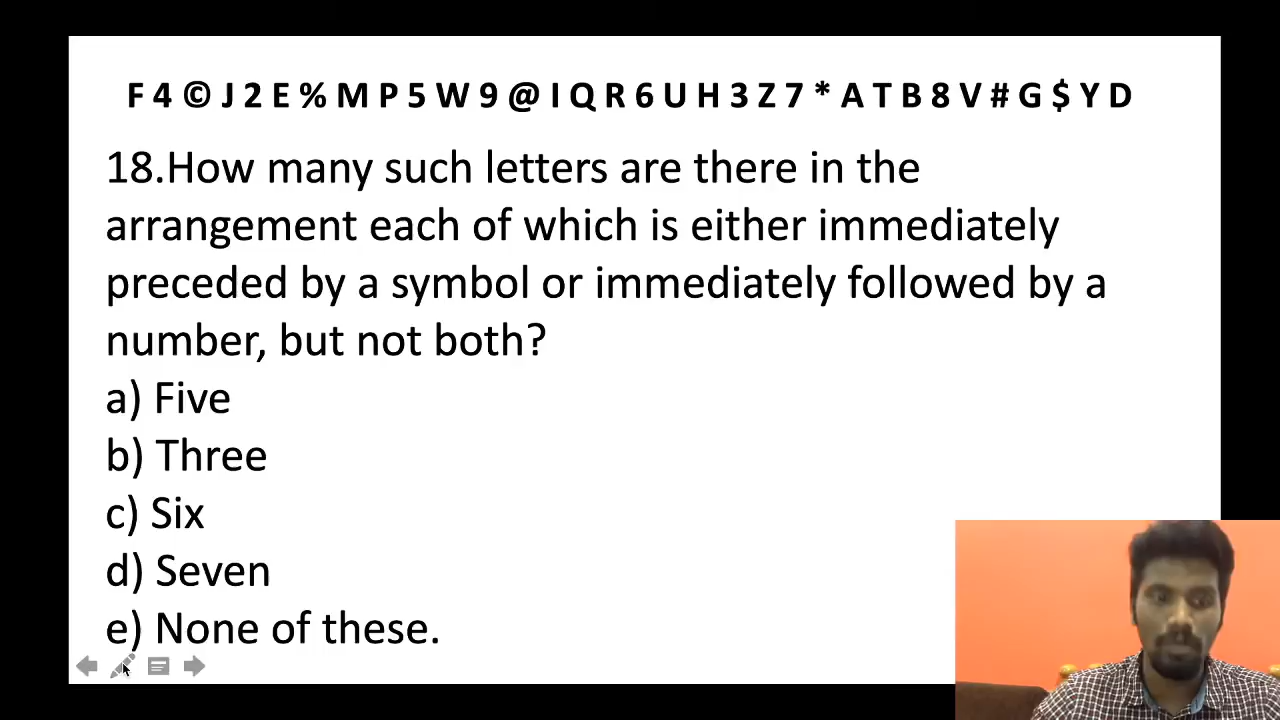 F 4 © J 2 E % M P 5 W 9 @ I Q R 6 U H 3 Z 7 * A T B 8 V # G $ Y D
18.How many such letters are there in the
arrangement each of which is either immediately
preceded by a symbol or immediately followed by a
number, but not both?
a) Five
b) Three
c) Six
d) Seven
e) None of these.